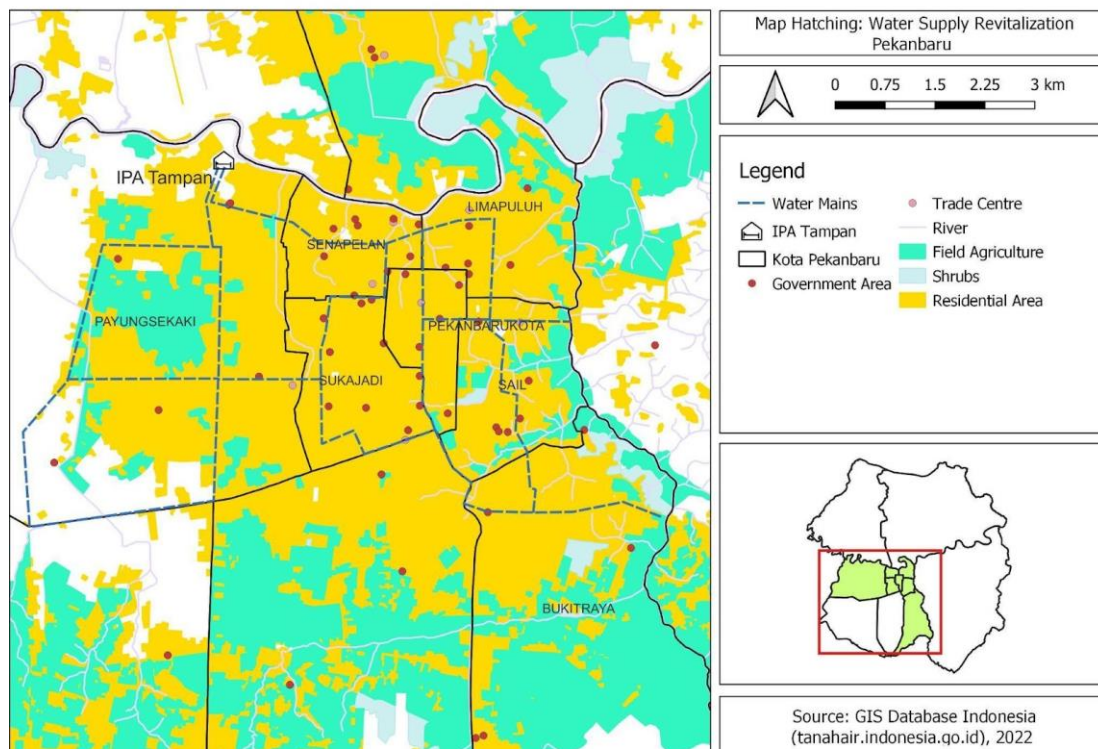 Map Hatching: Water Supply Revitalization
Pekanbaru
0 0.75 1.5 2.25 3 km
Legend
Water Mains
IPA Tampan
Kota Pekanbaru
Government Area
Trade Centre
River
Field Agriculture
Shrubs
Residential Area
IPA Tampan
LIMAPULUH
SENAPELAN
PAYUNGSEKAKI
PEKANBARUKOTA
SUKAJADI
SAIL
BUKITRAYA
Source: GIS Database Indonesia
(tanahair.indonesia.go.id), 2022